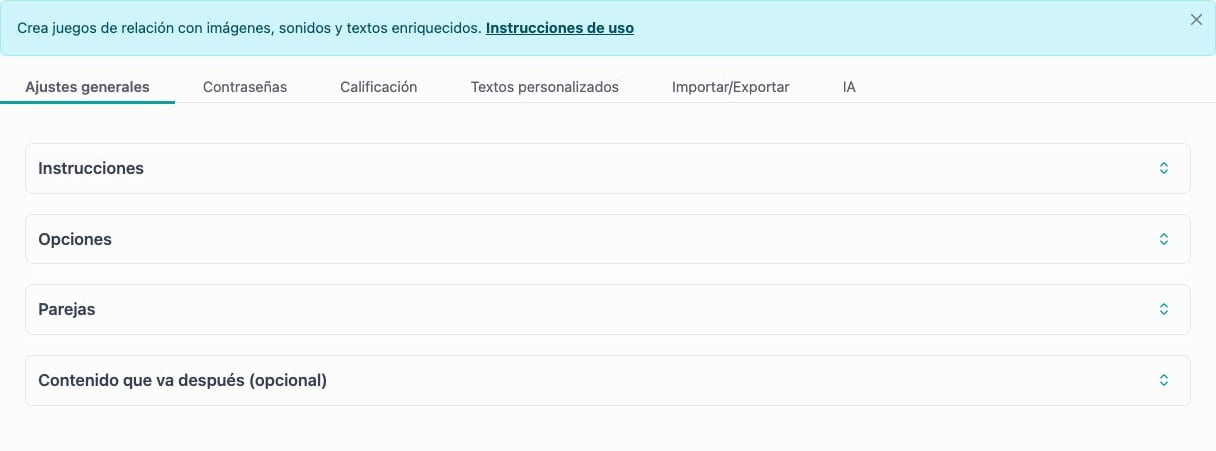 Crea juegos de relación con imágenes, sonidos y textos enriquecidos. Instrucciones de uso
Ajustes generales
Contraseñas
Calificación
Textos personalizados
Importar/Exportar
IA
Instrucciones
Opciones
Parejas
Contenido que va después (opcional)